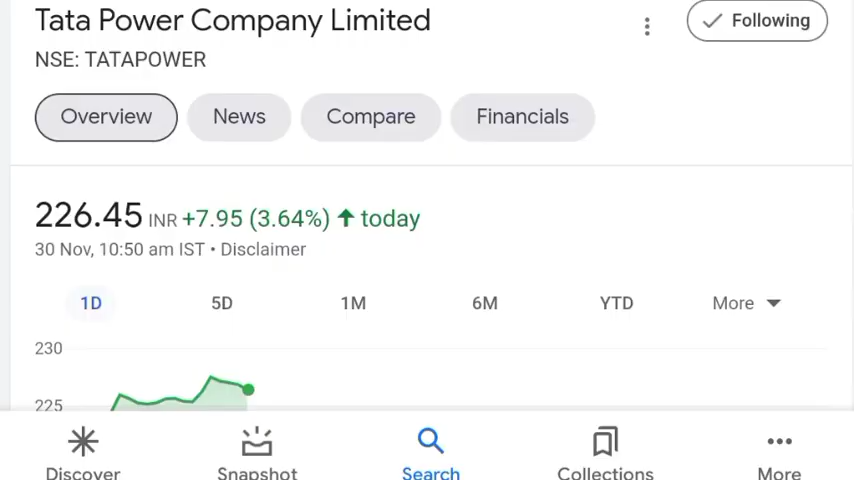 Tata Power Company Limited
Following
NSE: TATAPOWER
Overview News Compare Financials
226.45 INR +7.95 (3.64%) ↑ today
30 Nov, 10:50 am IST • Disclaimer
1D 5D 1M 6M YTD More
230
225
Discover Snapshot Search Collections More